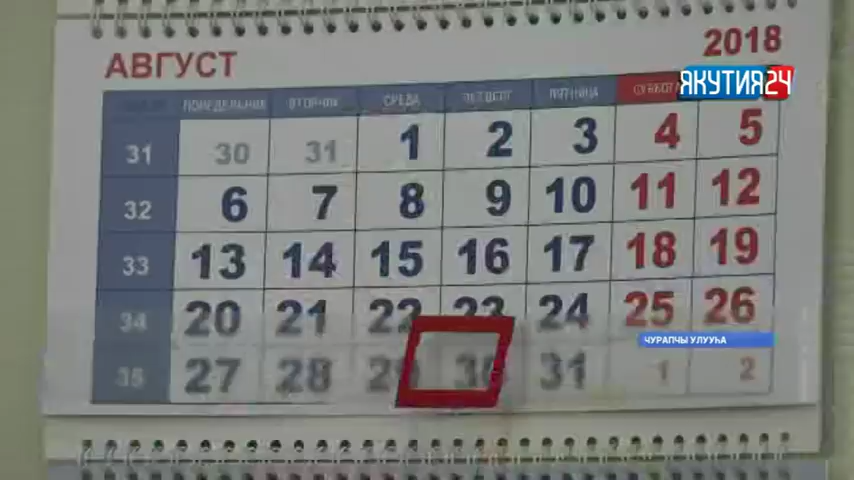 2018
АВГУСТ
ЯКУТИЯ24
ПОНЕДЕЛЬНИК ВТОРНИК СРЕДА ЧЕТВЕРГ ПЯТНИЦА СУББОТА
31 30 31 1 2 3 4 5
32 6 7 8 9 10 11 12
33 13 14 15 16 17 18 19
34 20 21 22 23 24 25 26
ЧУРАПЧЫ УЛУУҺА
35 27 28 29 30 31 1 2